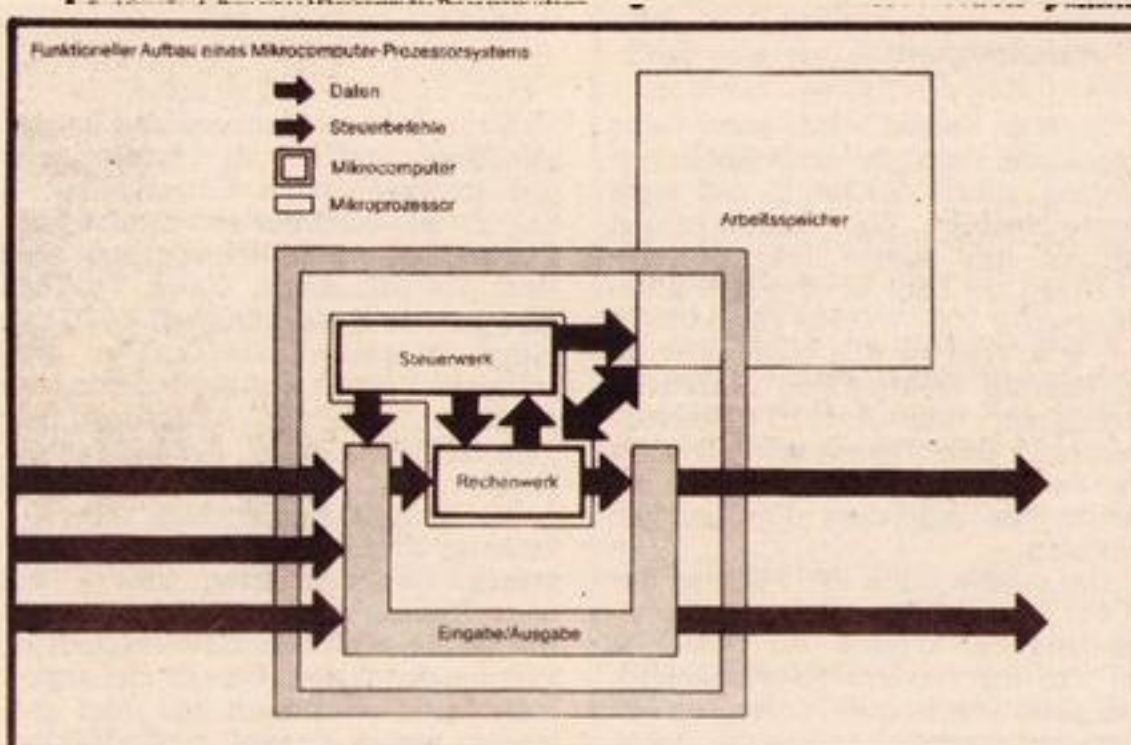 Funktioneller Aufbau eines Mikrocomputer-Prozessorsystems
Daten
Steuerbefehle
Mikrocomputer
Mikroprozessor
Arbeitsspeicher
Steuerwerk
Rechenwerk
Eingabe/Ausgabe